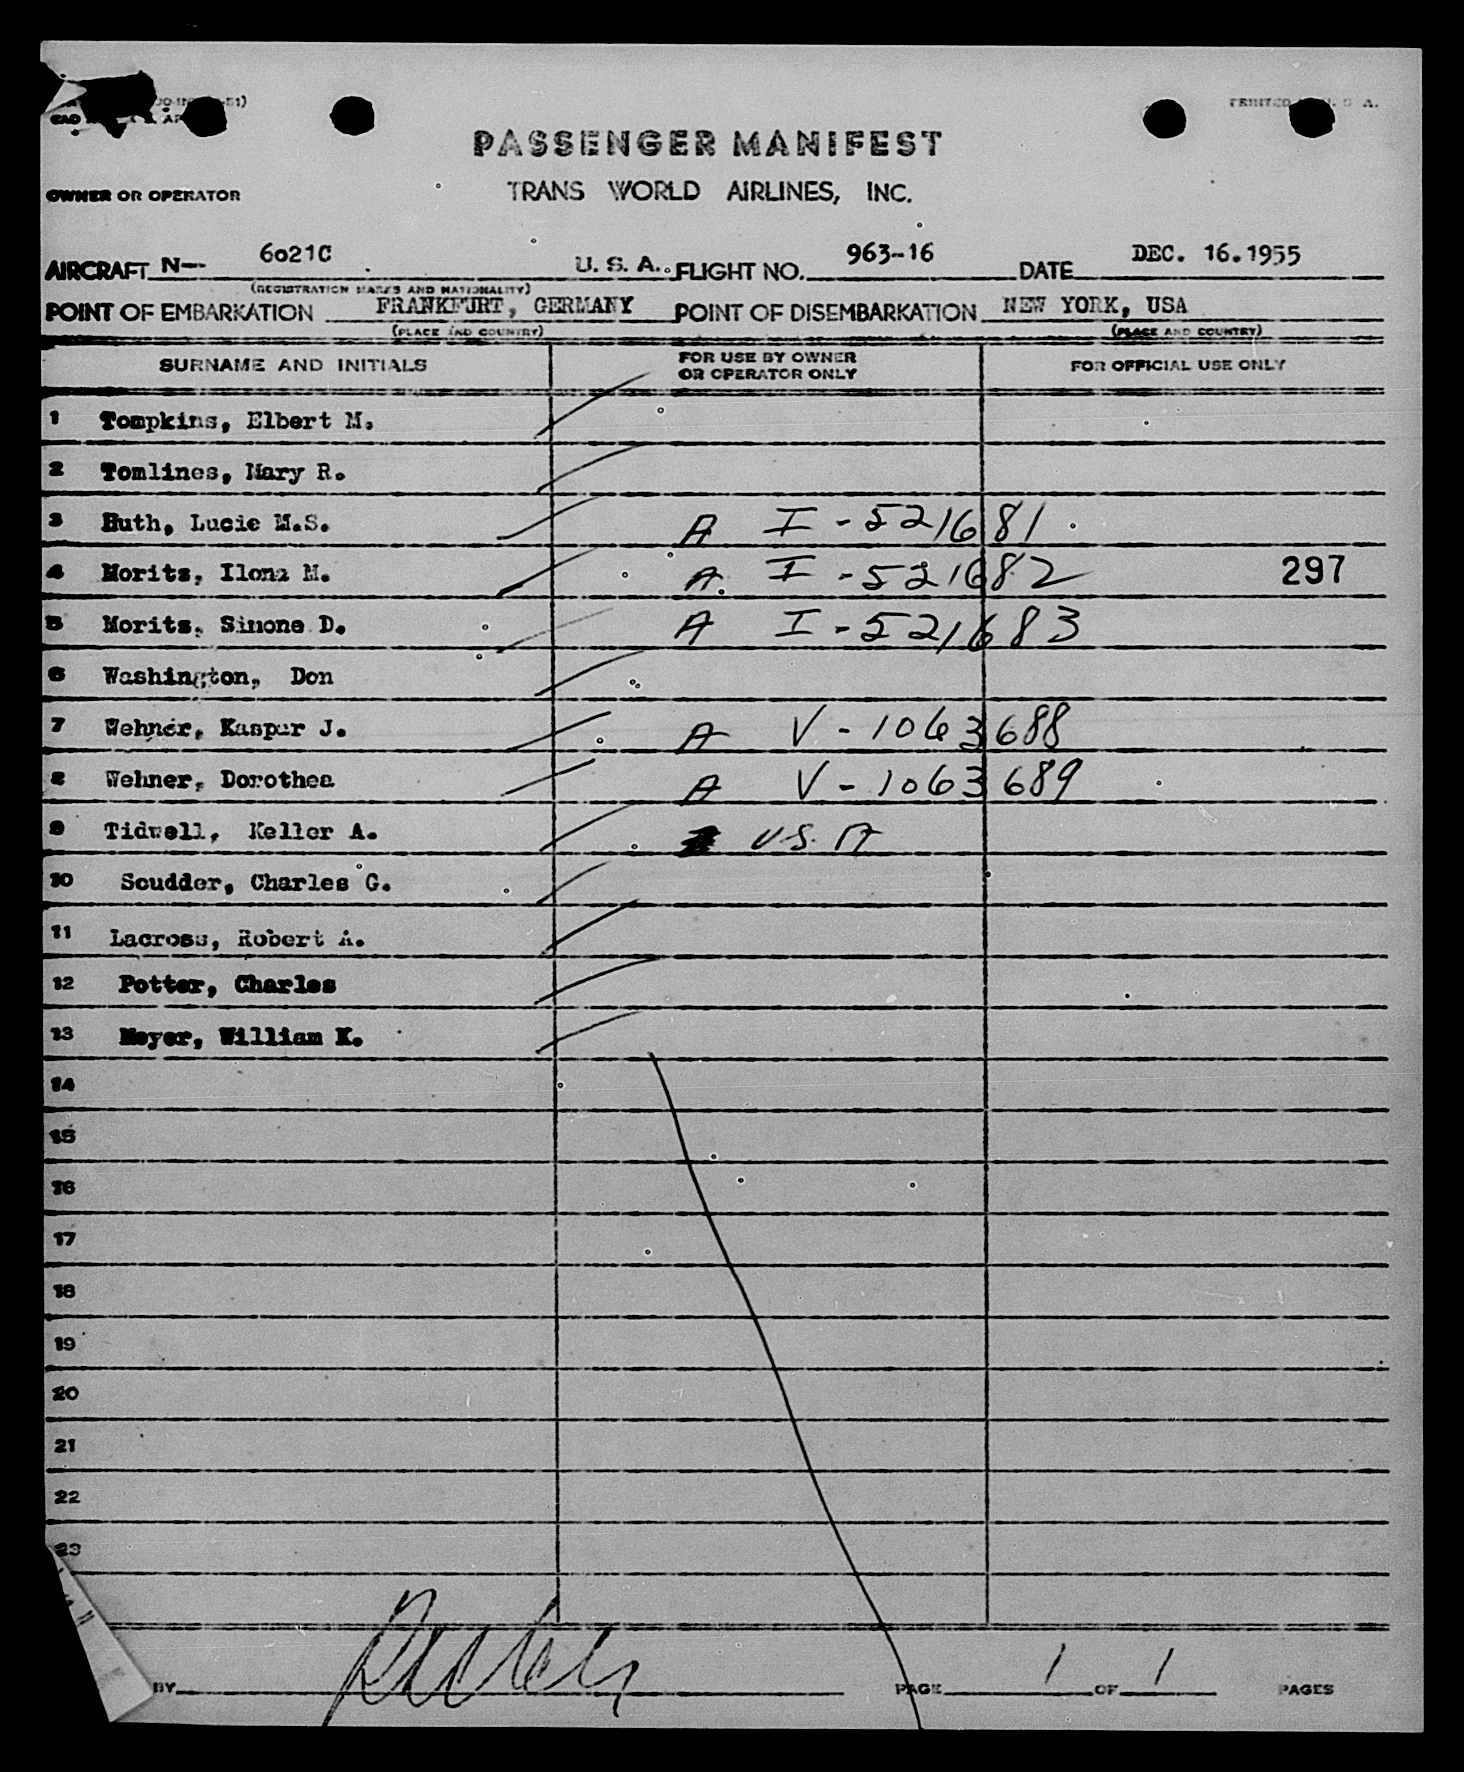 PRINTED IN U.S.A.
PASSENGER MANIFEST
OWNER OR OPERATOR TRANS WORLD AIRLINES, INC.
AIRCRAFT N-- 6021C U.S.A. FLIGHT NO. 963-16 DATE DEC. 16.1955
(REGISTRATION MARKS AND NATIONALITY)
POINT OF EMBARKATION FRANKFURT, GERMANY POINT OF DISEMBARKATION NEW YORK, USA
(PLACE AND COUNTRY) (PLACE AND COUNTRY)
SURNAME AND INITIALS FOR USE BY OWNER OR OPERATOR ONLY FOR OFFICIAL USE ONLY
1 Tompkins, Elbert M.
2 Tomlines, Mary R.
3 Huth, Lucie M.S. A I-521681
4 Moritz, Ilona M. A. I-521682 297
5 Moritz, Simone D. A I-521683
6 Washington, Don
7 Wehner, Kaspar J. A V-1063688
8 Wehner, Dorothea A V-1063689
9 Tidwell, Keller A. U.S.A
10 Scudder, Charles G.
11 Lacross, Robert A.
12 Potter, Charles
13 Meyer, William K.
14
15
16
17
18
19
20
21
22
23
BY PAGE 1 OF 1 PAGES